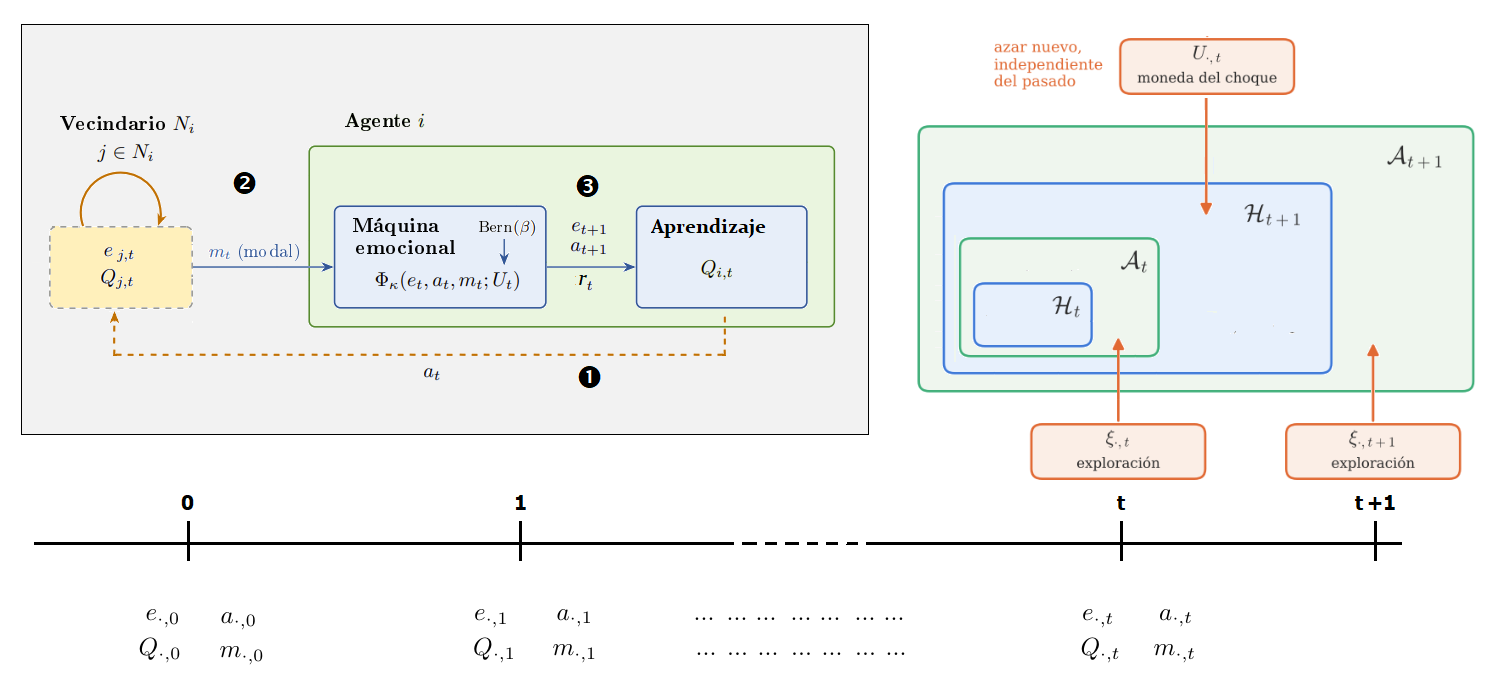 Vecindario N_i
j ∈ N_i
e_{j,t}
Q_{j,t}
❷
m_t (modal)
Agente i
Máquina
emocional
Bern(β)
Φ_κ(e_t, a_t, m_t; U_t)
❸
e_{t+1}
a_{t+1}
r_t
Aprendizaje
Q_{i,t}
a_t
❶
azar nuevo,
independiente
del pasado
U_{·,t}
moneda del choque
𝒜_{t+1}
ℋ_{t+1}
𝒜_t
ℋ_t
ξ_{·,t}
exploración
ξ_{·,t+1}
exploración
0 1 t t+1
e_{·,0} a_{·,0} e_{·,1} a_{·,1} ... ... ... ... ... ... ... e_{·,t} a_{·,t}
Q_{·,0} m_{·,0} Q_{·,1} m_{·,1} ... ... ... ... ... ... ... Q_{·,t} m_{·,t}